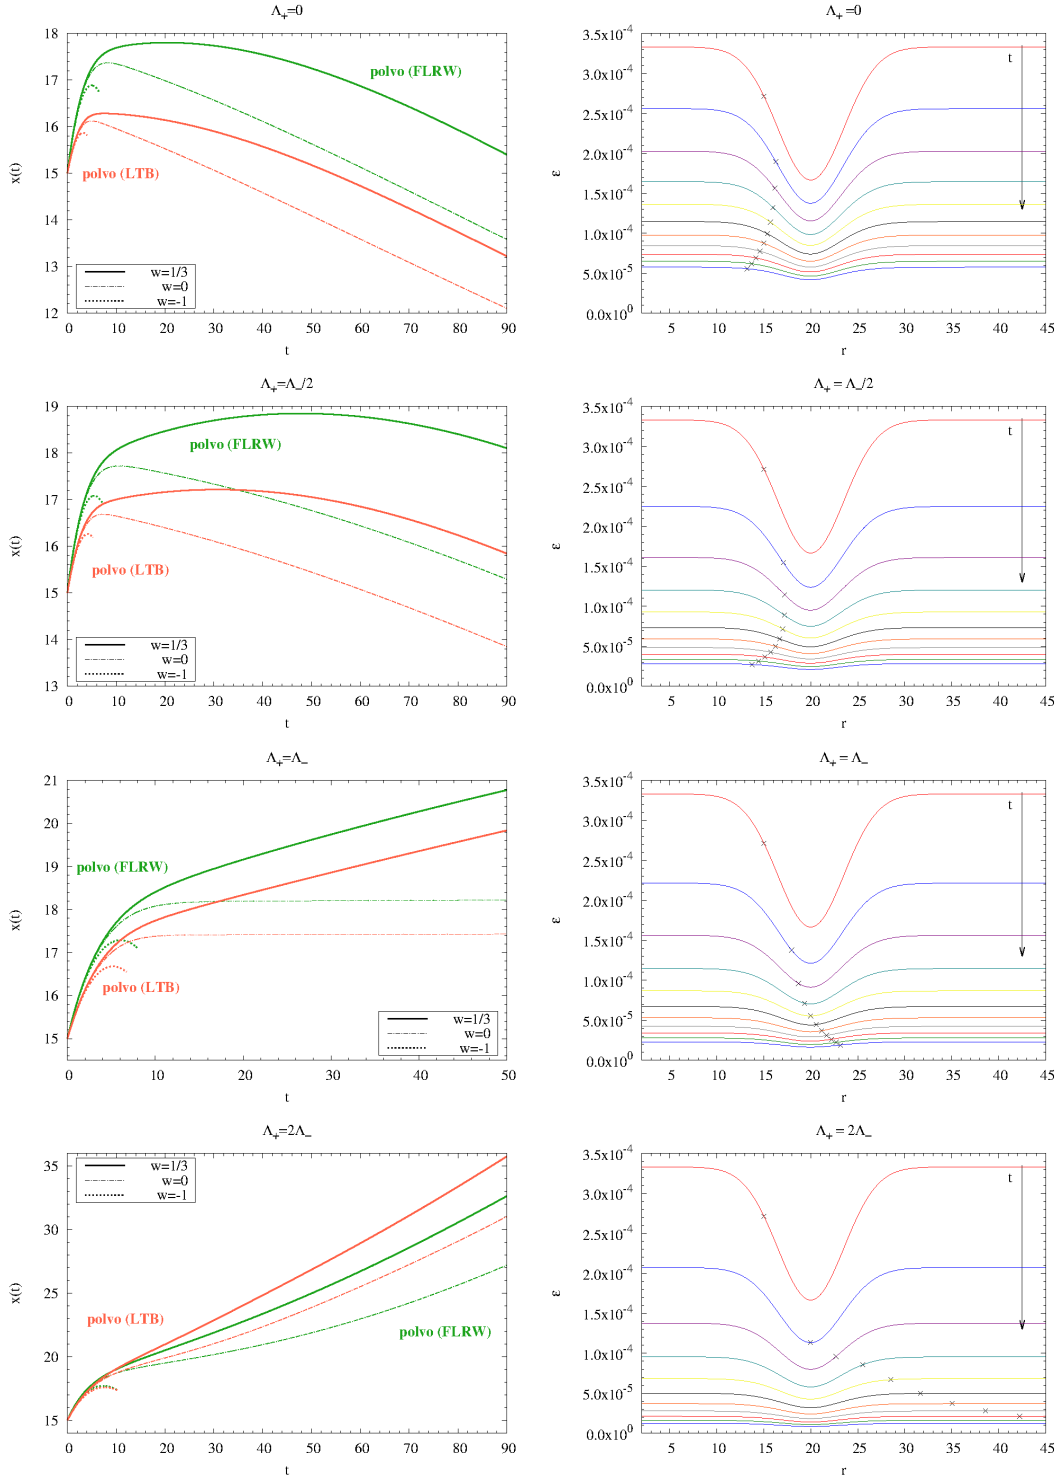 Λ₊=0
18
17
16
15
14
13
12
x(t)
polvo (FLRW)
polvo (LTB)
w=1/3
w=0
w=-1
0 10 20 30 40 50 60 70 80 90
t
Λ₊=0
3.5x10⁻⁴
3.0x10⁻⁴
2.5x10⁻⁴
2.0x10⁻⁴
1.5x10⁻⁴
1.0x10⁻⁴
5.0x10⁻⁵
0.0x10⁰
ε
t
5 10 15 20 25 30 35 40 45
r
Λ₊=Λ₋/2
19
18
17
16
15
14
13
x(t)
polvo (FLRW)
polvo (LTB)
w=1/3
w=0
w=-1
0 10 20 30 40 50 60 70 80 90
t
Λ₊ = Λ₋/2
3.5x10⁻⁴
3.0x10⁻⁴
2.5x10⁻⁴
2.0x10⁻⁴
1.5x10⁻⁴
1.0x10⁻⁴
5.0x10⁻⁵
0.0x10⁰
ε
t
5 10 15 20 25 30 35 40 45
r
Λ₊=Λ₋
21
20
19
18
17
16
15
x(t)
polvo (FLRW)
polvo (LTB)
w=1/3
w=0
w=-1
0 10 20 30 40 50
t
Λ₊ = Λ₋
3.5x10⁻⁴
3.0x10⁻⁴
2.5x10⁻⁴
2.0x10⁻⁴
1.5x10⁻⁴
1.0x10⁻⁴
5.0x10⁻⁵
0.0x10⁰
ε
t
5 10 15 20 25 30 35 40 45
r
Λ₊=2Λ₋
w=1/3
w=0
w=-1
35
30
25
20
15
x(t)
polvo (LTB)
polvo (FLRW)
0 10 20 30 40 50 60 70 80 90
t
Λ₊ = 2Λ₋
3.5x10⁻⁴
3.0x10⁻⁴
2.5x10⁻⁴
2.0x10⁻⁴
1.5x10⁻⁴
1.0x10⁻⁴
5.0x10⁻⁵
0.0x10⁰
ε
t
5 10 15 20 25 30 35 40 45
r